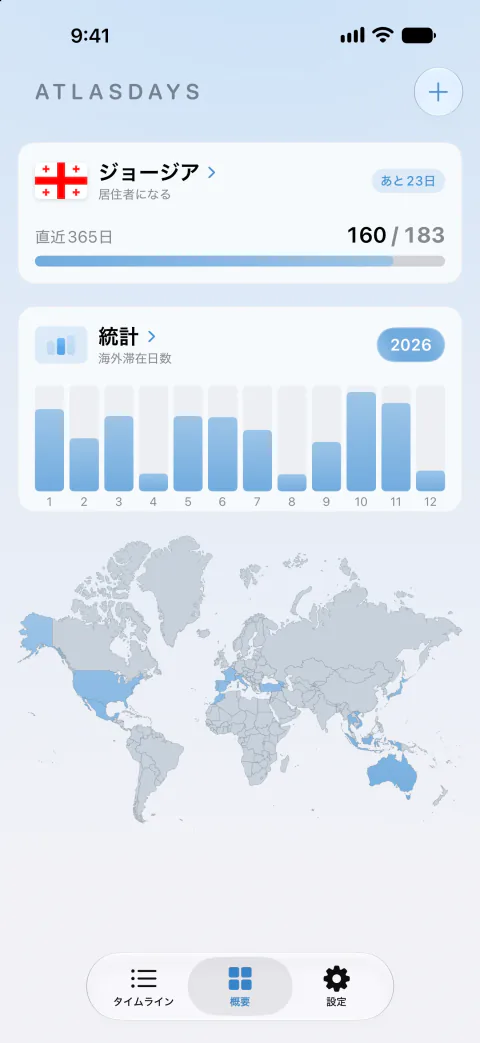 9:41
ATLASDAYS
ジョージア
居住者になる
あと23日
直近365日
160 / 183
統計
海外滞在日数
2026
1 2 3 4 5 6 7 8 9 10 11 12
タイムライン
概要
設定